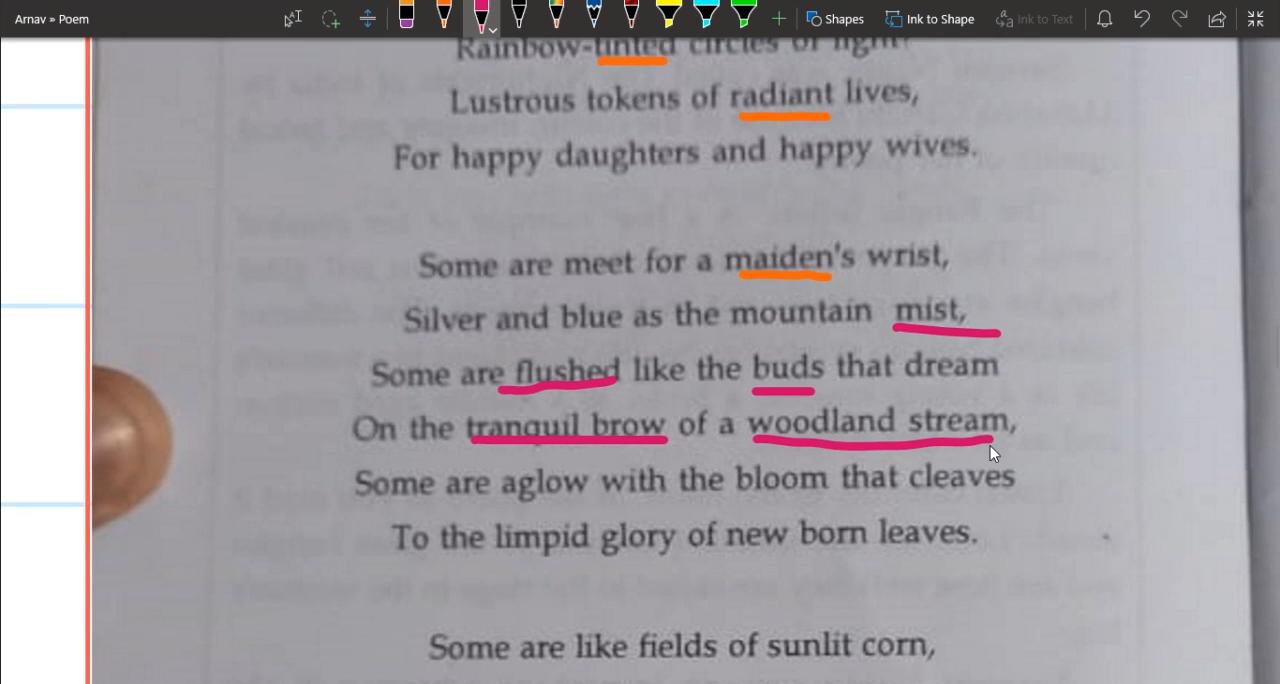 Arnav » Poem
Shapes
Ink to Shape
Ink to Text
Rainbow-tinted circles of light?
Lustrous tokens of radiant lives,
For happy daughters and happy wives.
Some are meet for a maiden's wrist,
Silver and blue as the mountain mist,
Some are flushed like the buds that dream
On the tranquil brow of a woodland stream,
Some are aglow with the bloom that cleaves
To the limpid glory of new born leaves.
Some are like fields of sunlit corn,